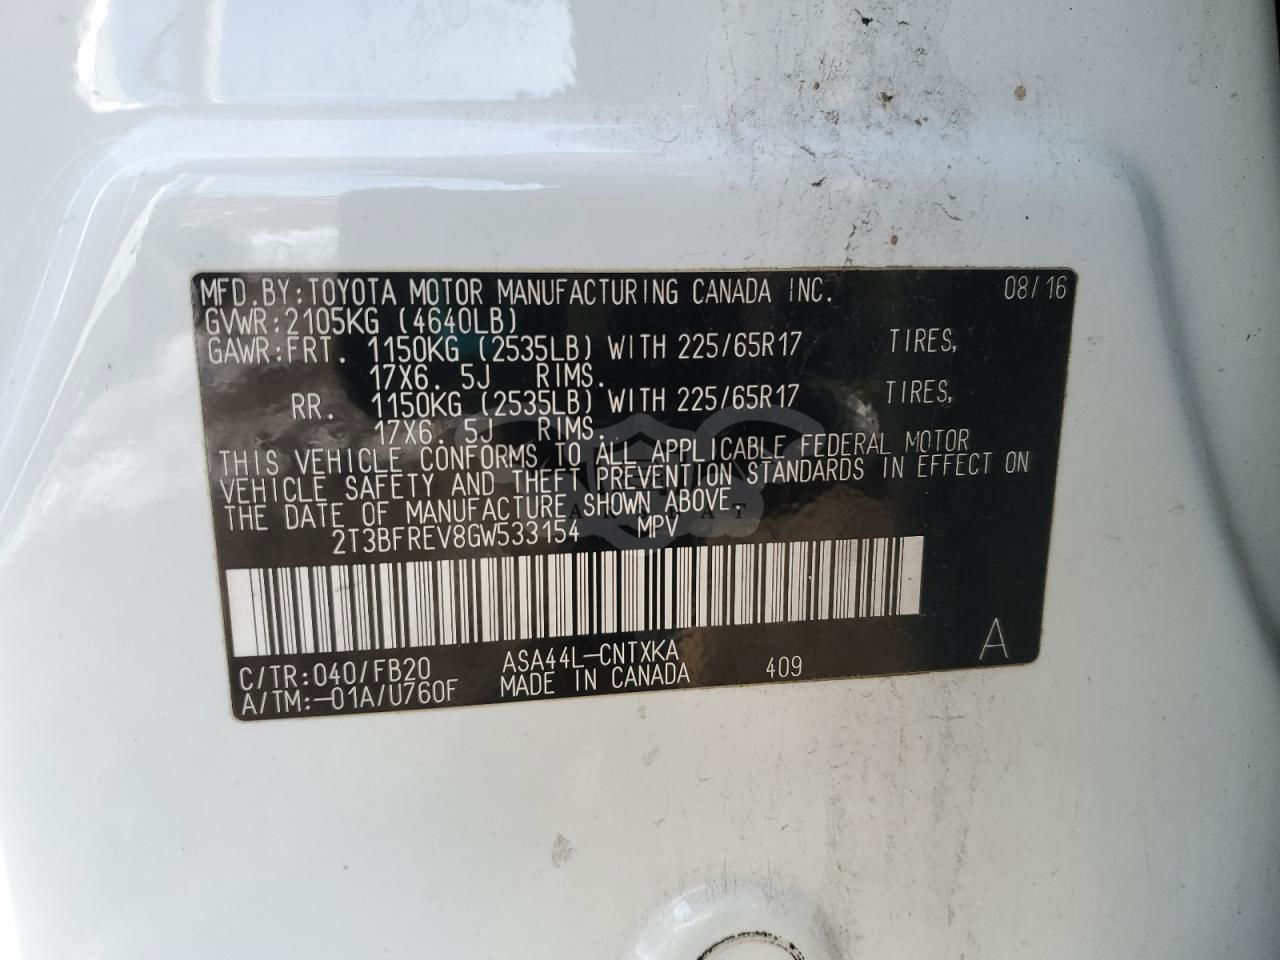 MFD.BY:TOYOTA MOTOR MANUFACTURING CANADA INC. 08/16
GVWR:2105KG (4640LB)
GAWR:FRT. 1150KG (2535LB) WITH 225/65R17 TIRES,
17X6. 5J RIMS.
RR. 1150KG (2535LB) WITH 225/65R17 TIRES,
17X6. 5J RIMS.
THIS VEHICLE CONFORMS TO ALL APPLICABLE FEDERAL MOTOR
VEHICLE SAFETY AND THEFT PREVENTION STANDARDS IN EFFECT ON
THE DATE OF MANUFACTURE SHOWN ABOVE.
2T3BFREV8GW533154 MPV
C/TR:040/FB20 ASA44L-CNTXKA 409 A
A/TM:-01A/U760F MADE IN CANADA